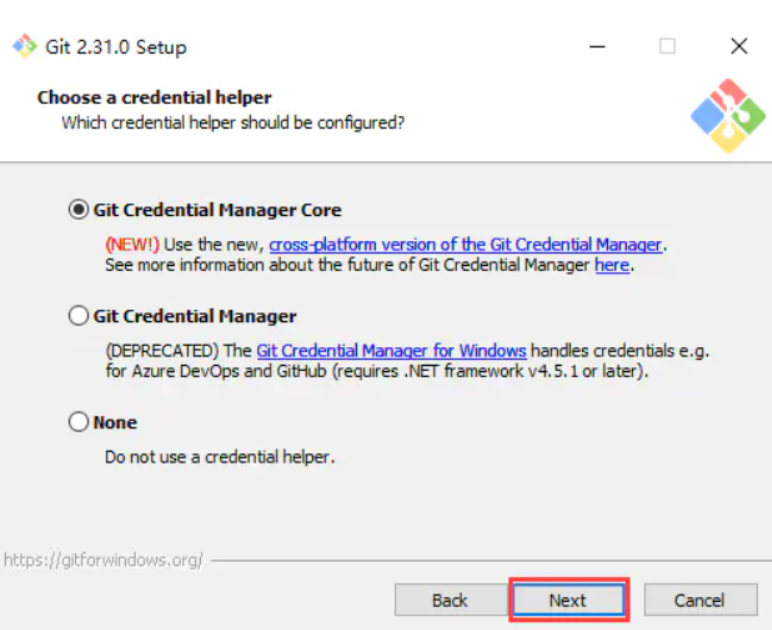 Git 2.31.0 Setup
Choose a credential helper
Which credential helper should be configured?
Git Credential Manager Core
(NEW!) Use the new, cross-platform version of the Git Credential Manager.
See more information about the future of Git Credential Manager here.
Git Credential Manager
(DEPRECATED) The Git Credential Manager for Windows handles credentials e.g.
for Azure DevOps and GitHub (requires .NET framework v4.5.1 or later).
None
Do not use a credential helper.
https://gitforwindows.org/
Back Next Cancel